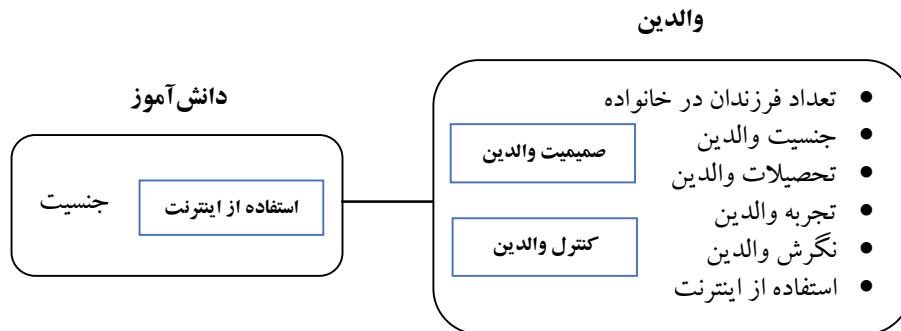 والدین
• تعداد فرزندان در خانواده
• جنسیت والدین
• تحصیلات والدین
• تجربه والدین
• نگرش والدین
• استفاده از اینترنت
صمیمیت والدین
کنترل والدین
دانش‌آموز
استفاده از اینترنت
جنسیت